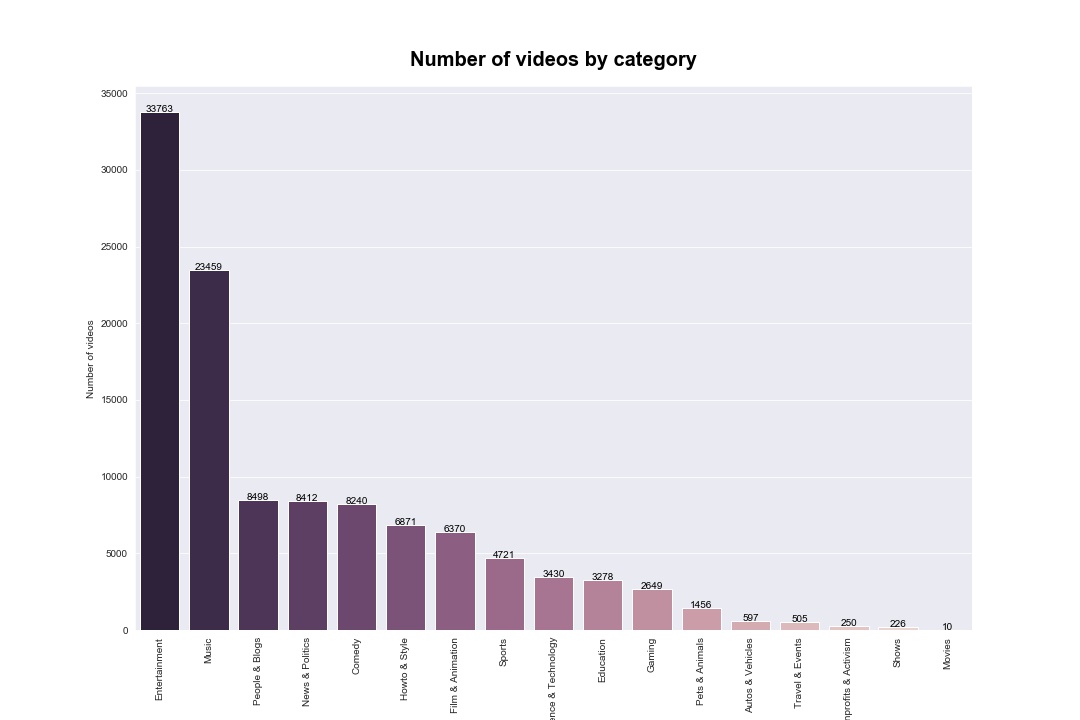 Number of videos by category
Number of videos
35000
30000
25000
20000
15000
10000
5000
0
33763
23459
8498
8412
8240
6871
6370
4721
3430
3278
2649
1456
597
505
250
226
10
Entertainment
Music
People & Blogs
News & Politics
Comedy
Howto & Style
Film & Animation
Sports
& Technology
Education
Gaming
Pets & Animals
Autos & Vehicles
Travel & Events
& Activism
Shows
Movies